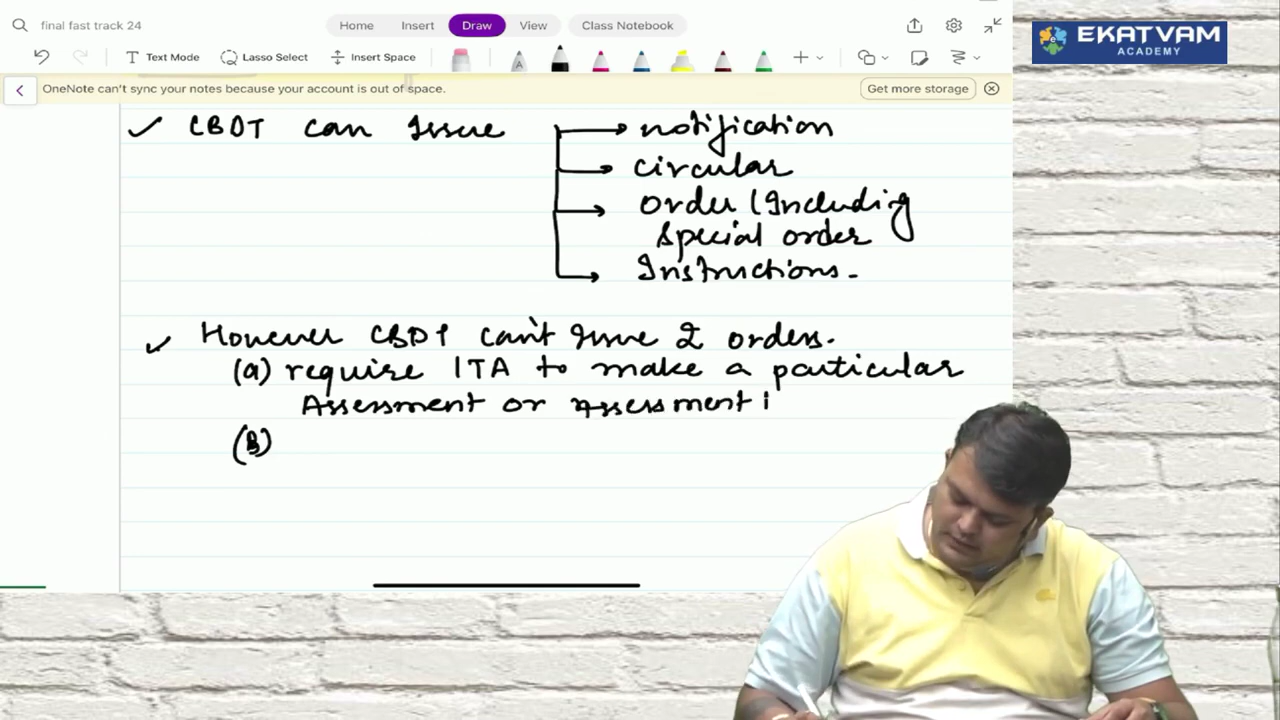 final fast track 24
Home Insert Draw View Class Notebook
Text Mode Lasso Select Insert Space
OneNote can't sync your notes because your account is out of space.
Get more storage
EKATVAM
ACADEMY
✓ CBDT can Issue → notification
→ circular
→ order (Including
special order
→ Instructions.
✓ However CBDT can't Issue 2 orders.
(a) require ITA to make a particular
Assessment or Assessment i
(B)